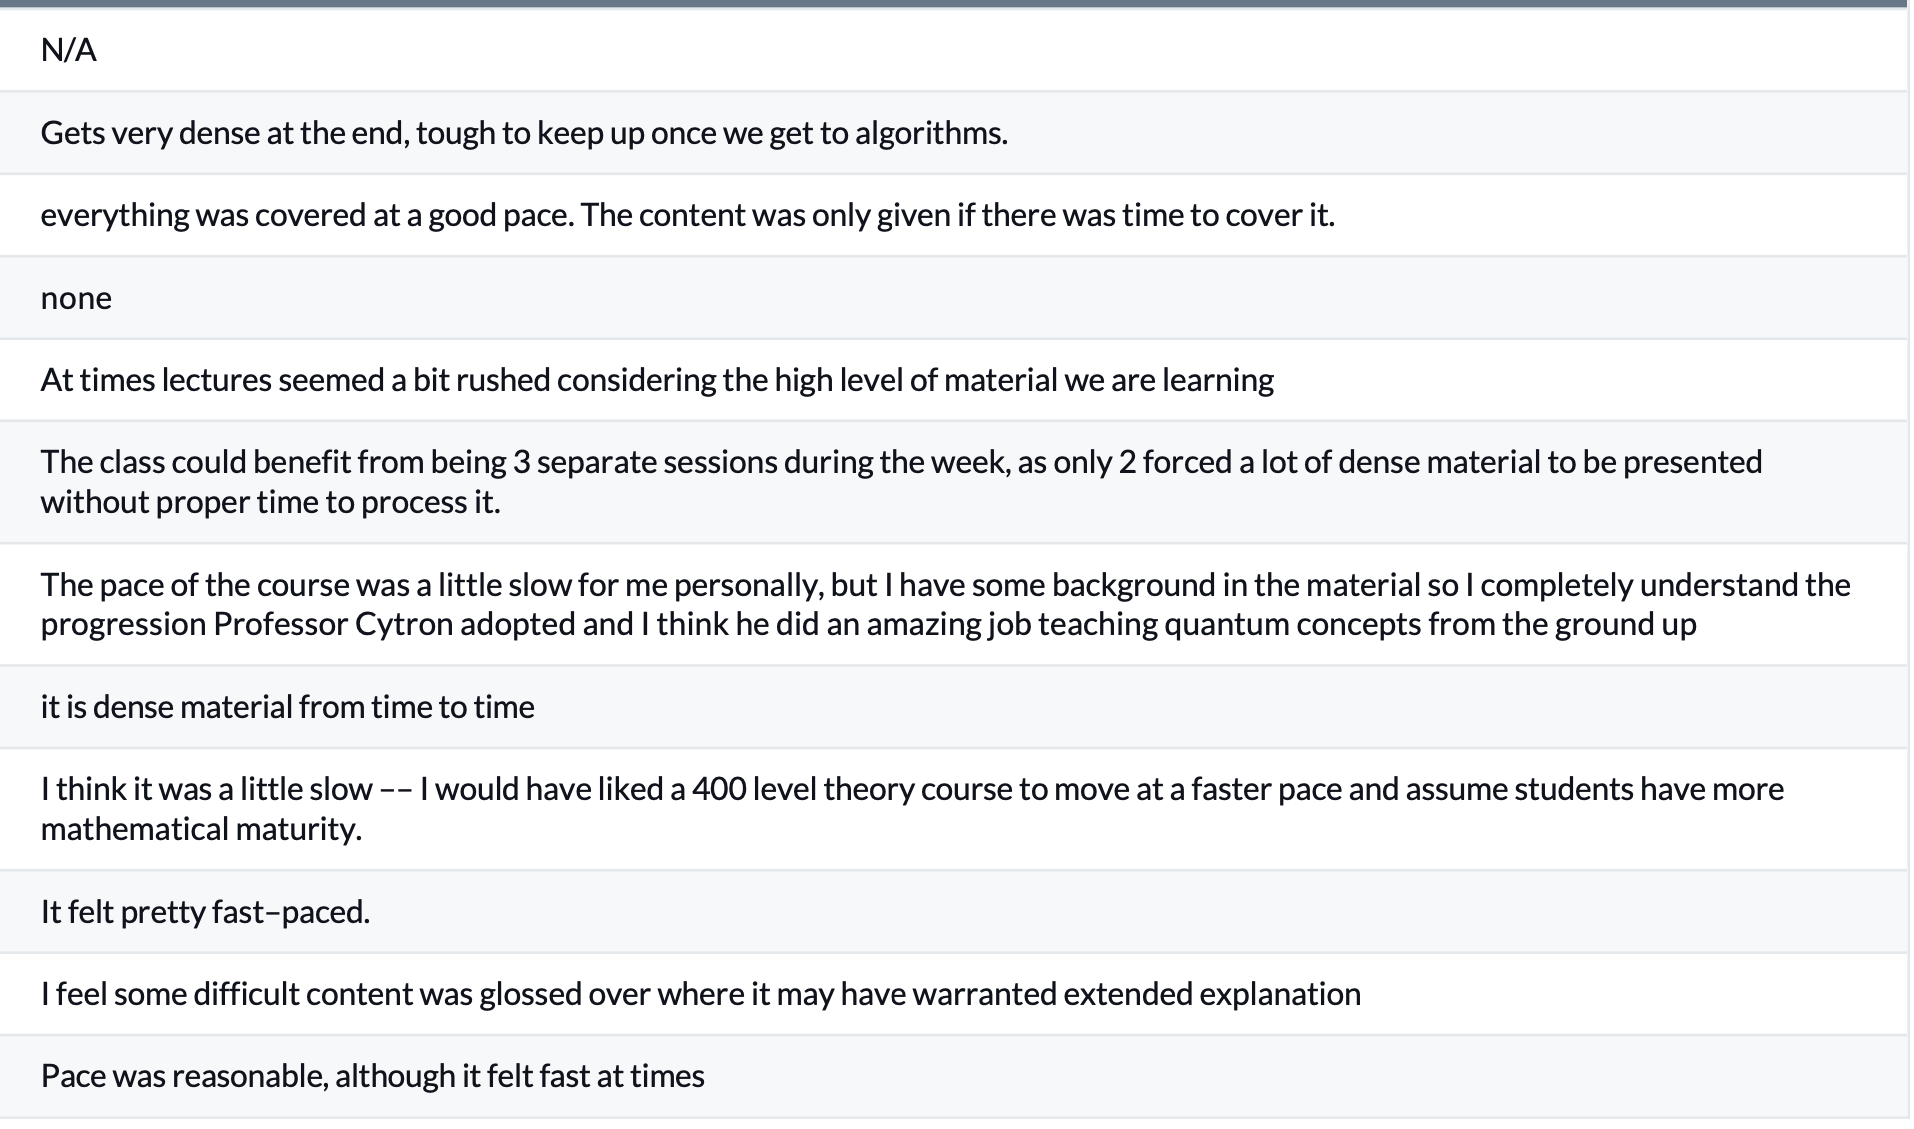 N/A
Gets very dense at the end, tough to keep up once we get to algorithms.
everything was covered at a good pace. The content was only given if there was time to cover it.
none
At times lectures seemed a bit rushed considering the high level of material we are learning
The class could benefit from being 3 separate sessions during the week, as only 2 forced a lot of dense material to be presented
without proper time to process it.
The pace of the course was a little slow for me personally, but I have some background in the material so I completely understand the
progression Professor Cytron adopted and I think he did an amazing job teaching quantum concepts from the ground up
it is dense material from time to time
I think it was a little slow −− I would have liked a 400 level theory course to move at a faster pace and assume students have more
mathematical maturity.
It felt pretty fast−paced.
I feel some difficult content was glossed over where it may have warranted extended explanation
Pace was reasonable, although it felt fast at times